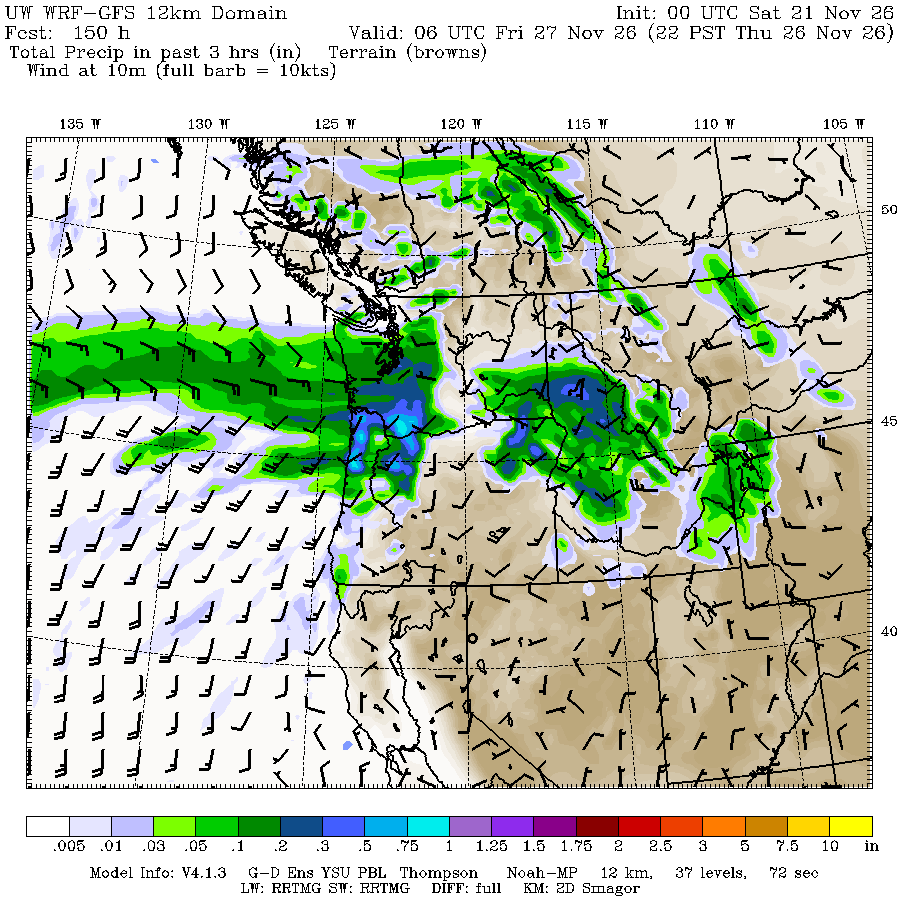 UW WRF-GFS 12km Domain Init: 00 UTC Sat 21 Nov 26
Fcst: 150 h Valid: 06 UTC Fri 27 Nov 26 (22 PST Thu 26 Nov 26)
Total Precip in past 3 hrs (in) Terrain (browns)
Wind at 10m (full barb = 10kts)
135 W 130 W 125 W 120 W 115 W 110 W 105 W
50
45
40
.005 .01 .03 .05 .1 .2 .3 .5 .75 1 1.25 1.5 1.75 2 2.5 3 5 7.5 10 in
Model Info: V4.1.3 G-D Ens YSU PBL Thompson Noah-MP 12 km, 37 levels, 72 sec
LW: RRTMG SW: RRTMG DIFF: full KM: 2D Smagor